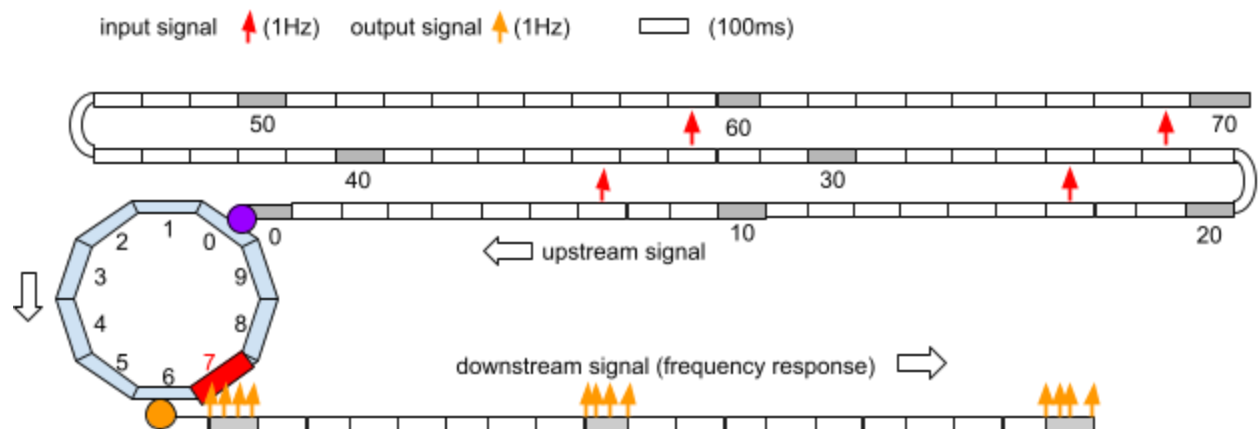 input signal (1Hz) output signal (1Hz) (100ms)
50 60 70
40 30
0 10 20
upstream signal
0 1 2 3 4 5 6 7 8 9
downstream signal (frequency response)